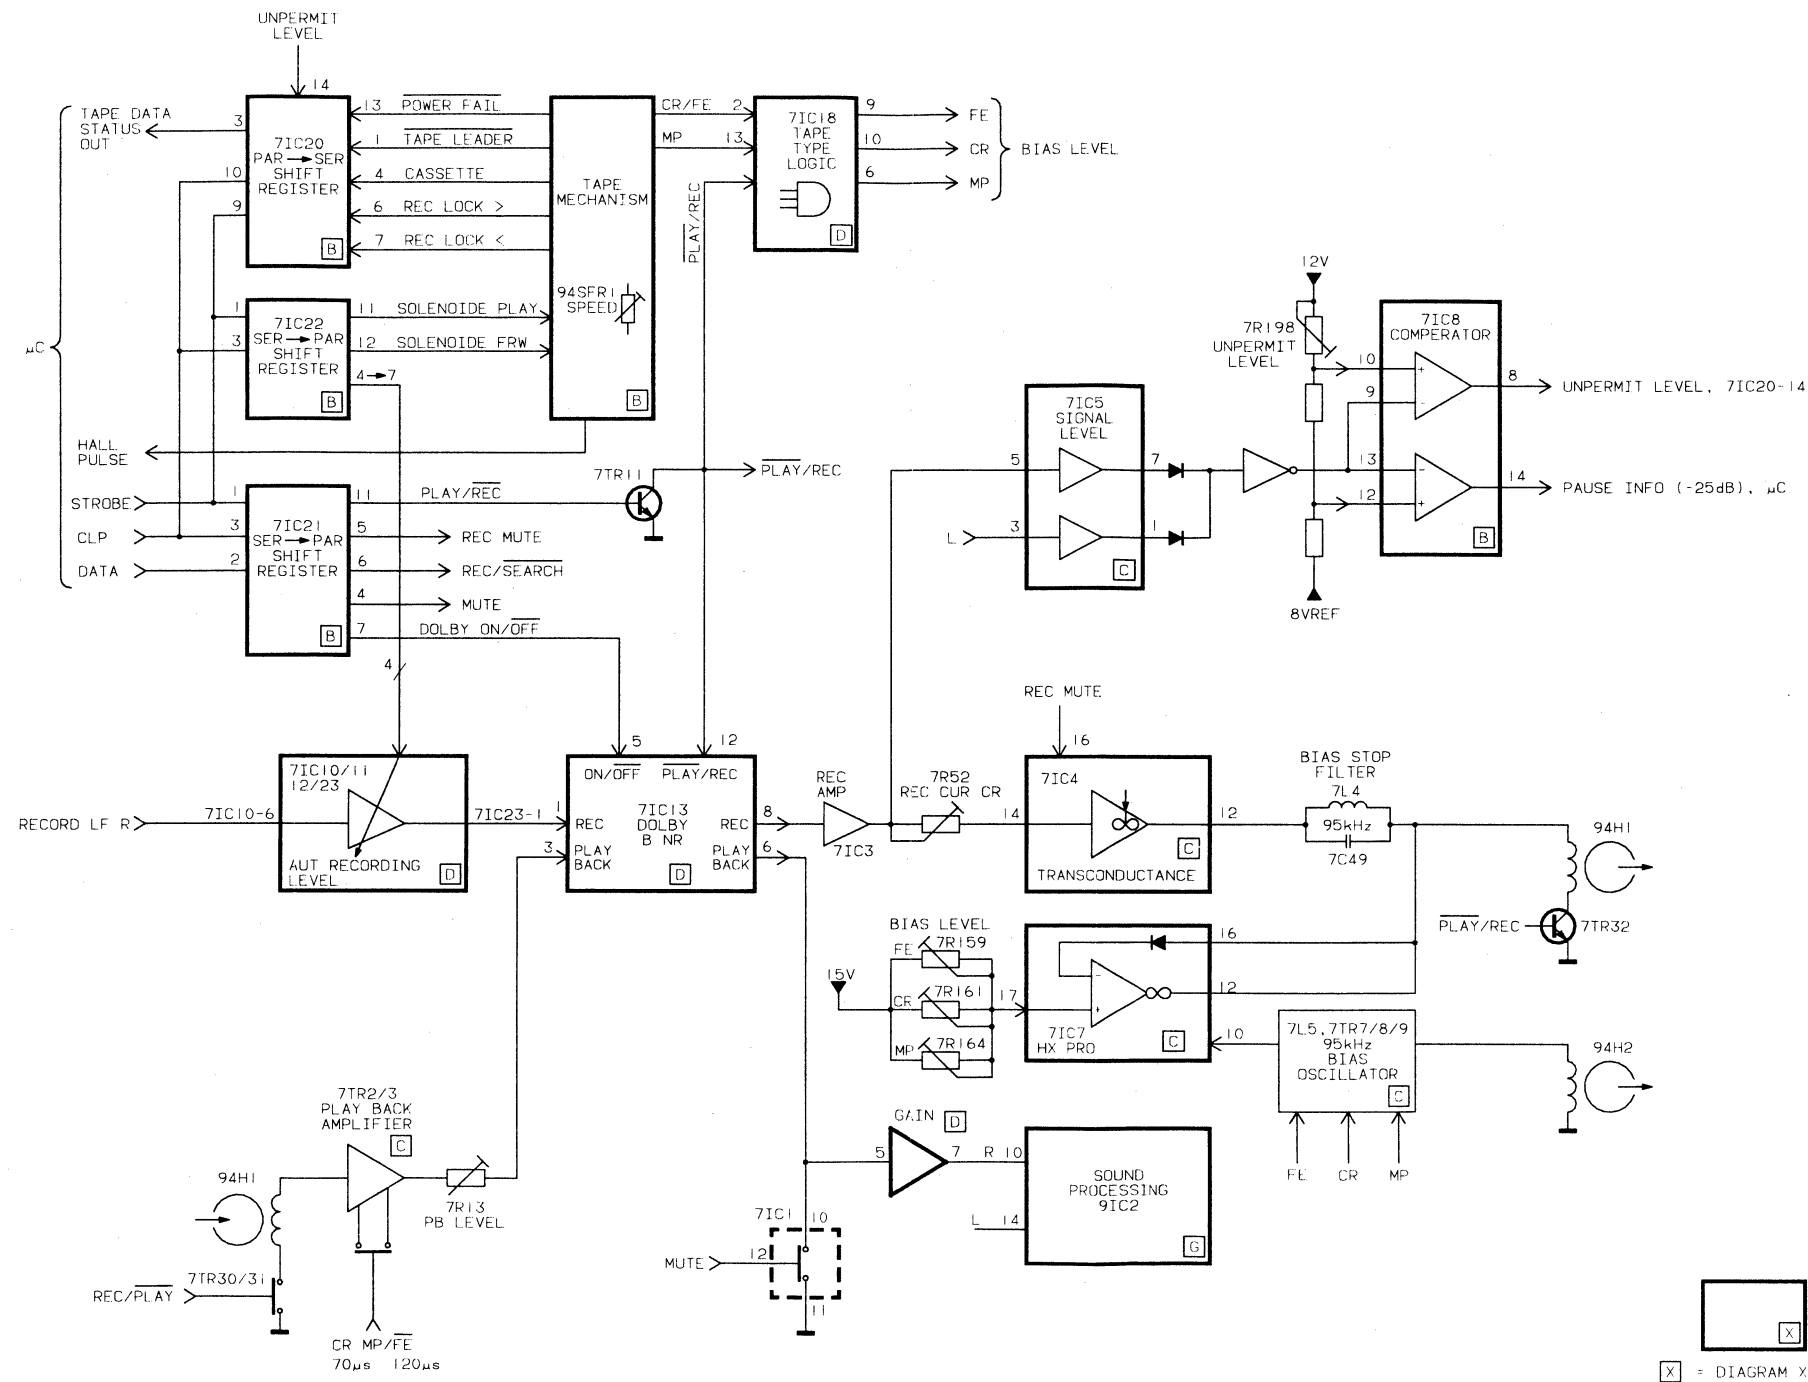 UNPERMIT
LEVEL
14
TAPE DATA
STATUS
OUT
3
10
9
7IC20
PAR → SER
SHIFT
REGISTER
B
13 POWER FAIL
1 TAPE LEADER
4 CASSETTE
6 REC LOCK >
7 REC LOCK <
TAPE
MECHANISM
94SFR1
SPEED
B
CR/FE 2
MP 13
PLAY/REC
7IC18
TAPE
TYPE
LOGIC
D
9 FE
10 CR
6 MP
BIAS LEVEL
µC
1
3
7IC22
SER → PAR
SHIFT
REGISTER
B
11 SOLENOIDE PLAY
12 SOLENOIDE FRW
4 → 7
HALL
PULSE
STROBE
CLP
DATA
1
3
2
7IC21
SER → PAR
SHIFT
REGISTER
B
11 PLAY/REC
5 REC MUTE
6 REC/SEARCH
4 MUTE
7 DOLBY ON/OFF
4
7TR11
PLAY/REC
12V
7R198
UNPERMIT
LEVEL
8VREF
7IC5
SIGNAL
LEVEL
5
L 3
7
1
C
7IC8
COMPERATOR
10
9
13
12
+
-
-
+
B
8 UNPERMIT LEVEL, 7IC20-14
14 PAUSE INFO (-25dB), µC
RECORD LF R
7IC10-6
7IC10/11
12/23
AUT RECORDING
LEVEL
D
7IC23-1
1
3
5
12
ON/OFF PLAY/REC
7IC13
DOLBY
B NR
REC
PLAY
BACK
REC
PLAY
BACK
D
8
6
REC
AMP
7IC3
7R52
REC CUR CR
14
REC MUTE
16
7IC4
TRANSCONDUCTANCE
C
12
BIAS STOP
FILTER
7L4
95kHz
7C49
94H1
PLAY/REC
7TR32
BIAS LEVEL
15V
FE 7R159
CR 7R161
MP 7R164
17
-
+
7IC7
HX PRO
C
16
12
10
7L5,7TR7/8/9
95kHz
BIAS
OSCILLATOR
C
FE CR MP
94H2
7TR2/3
PLAY BACK
AMPLIFIER
C
94H1
7R13
PB LEVEL
7TR30/31
REC/PLAY
CR MP/FE
70µs 120µs
GAIN D
5
7
R 10
L 14
SOUND
PROCESSING
9IC2
G
7IC1
10
MUTE
12
11
X
X = DIAGRAM X